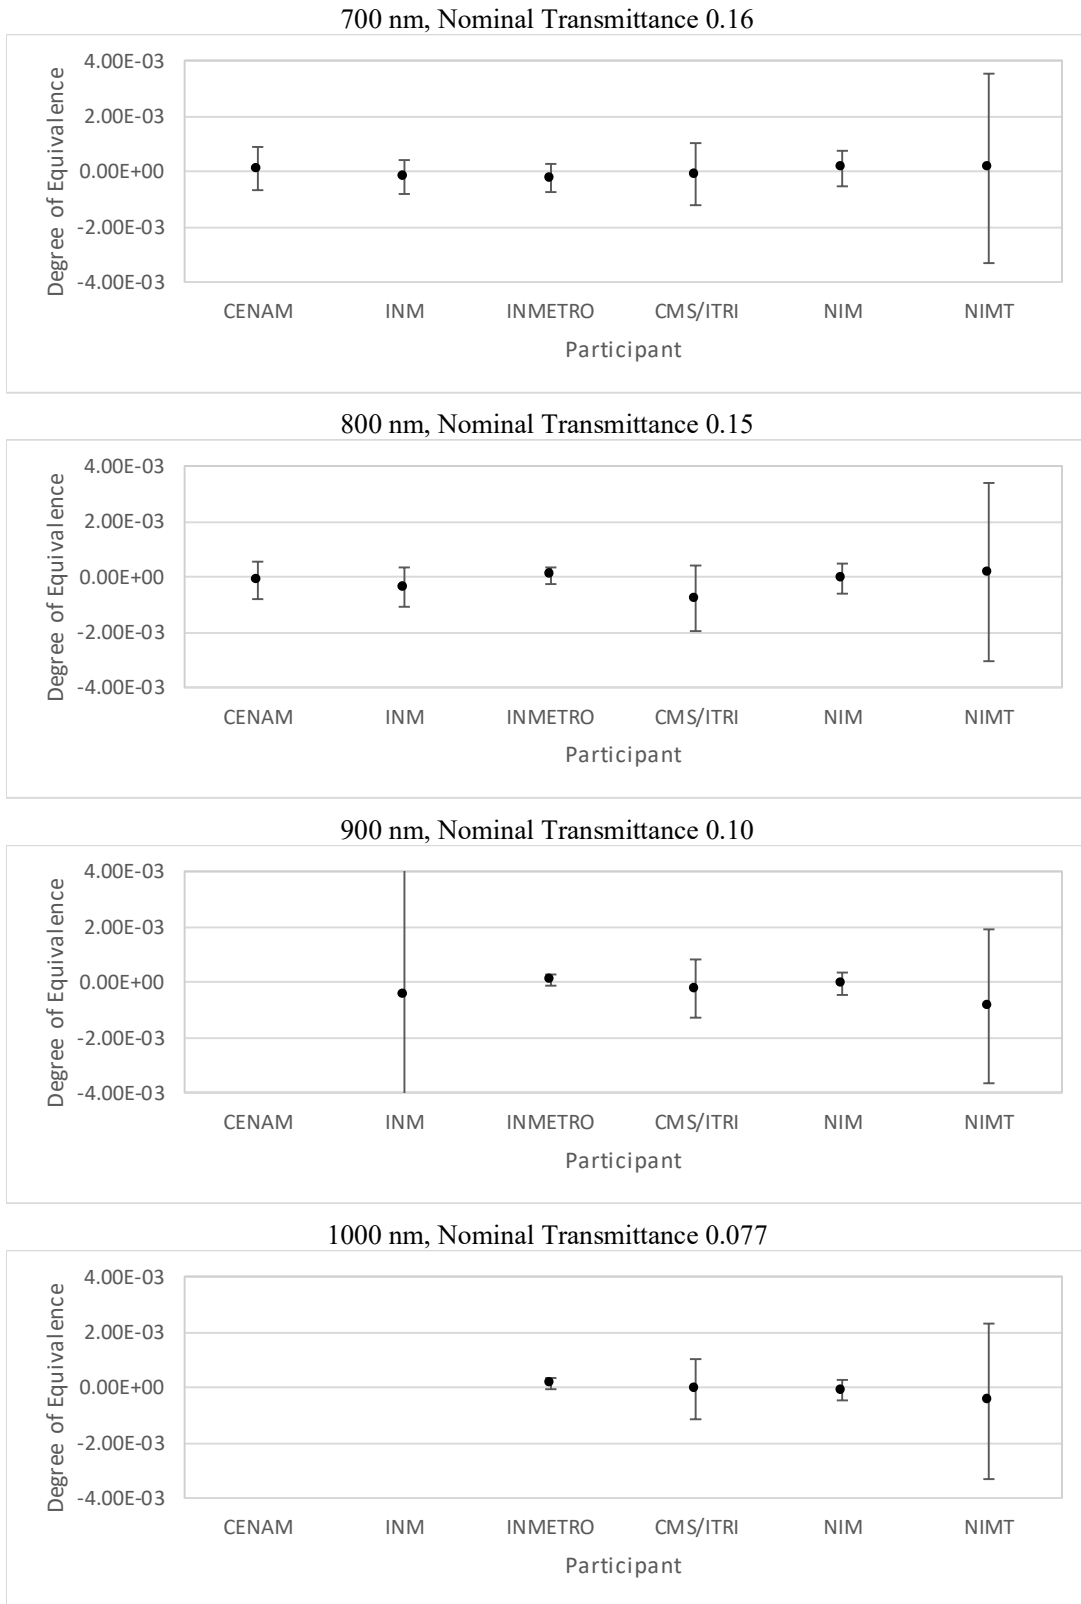 700 nm, Nominal Transmittance 0.16
4.00E-03
2.00E-03
0.00E+00
-2.00E-03
-4.00E-03
Degree of Equivalence
CENAM INM INMETRO CMS/ITRI NIM NIMT
Participant
800 nm, Nominal Transmittance 0.15
4.00E-03
2.00E-03
0.00E+00
-2.00E-03
-4.00E-03
Degree of Equivalence
CENAM INM INMETRO CMS/ITRI NIM NIMT
Participant
900 nm, Nominal Transmittance 0.10
4.00E-03
2.00E-03
0.00E+00
-2.00E-03
-4.00E-03
Degree of Equivalence
CENAM INM INMETRO CMS/ITRI NIM NIMT
Participant
1000 nm, Nominal Transmittance 0.077
4.00E-03
2.00E-03
0.00E+00
-2.00E-03
-4.00E-03
Degree of Equivalence
CENAM INM INMETRO CMS/ITRI NIM NIMT
Participant